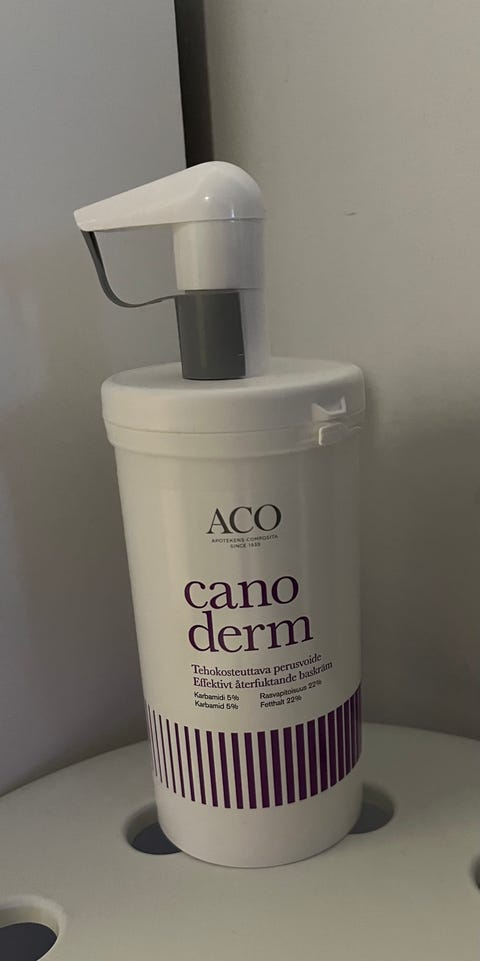 ACO
APOTEKENS COMPOSITA
SINCE 1939
cano
derm
Tehokosteuttava perusvoide
Effektivt återfuktande baskräm
Karbamidi 5% Rasvapitoisuus 22%
Karbamid 5% Fetthalt 22%